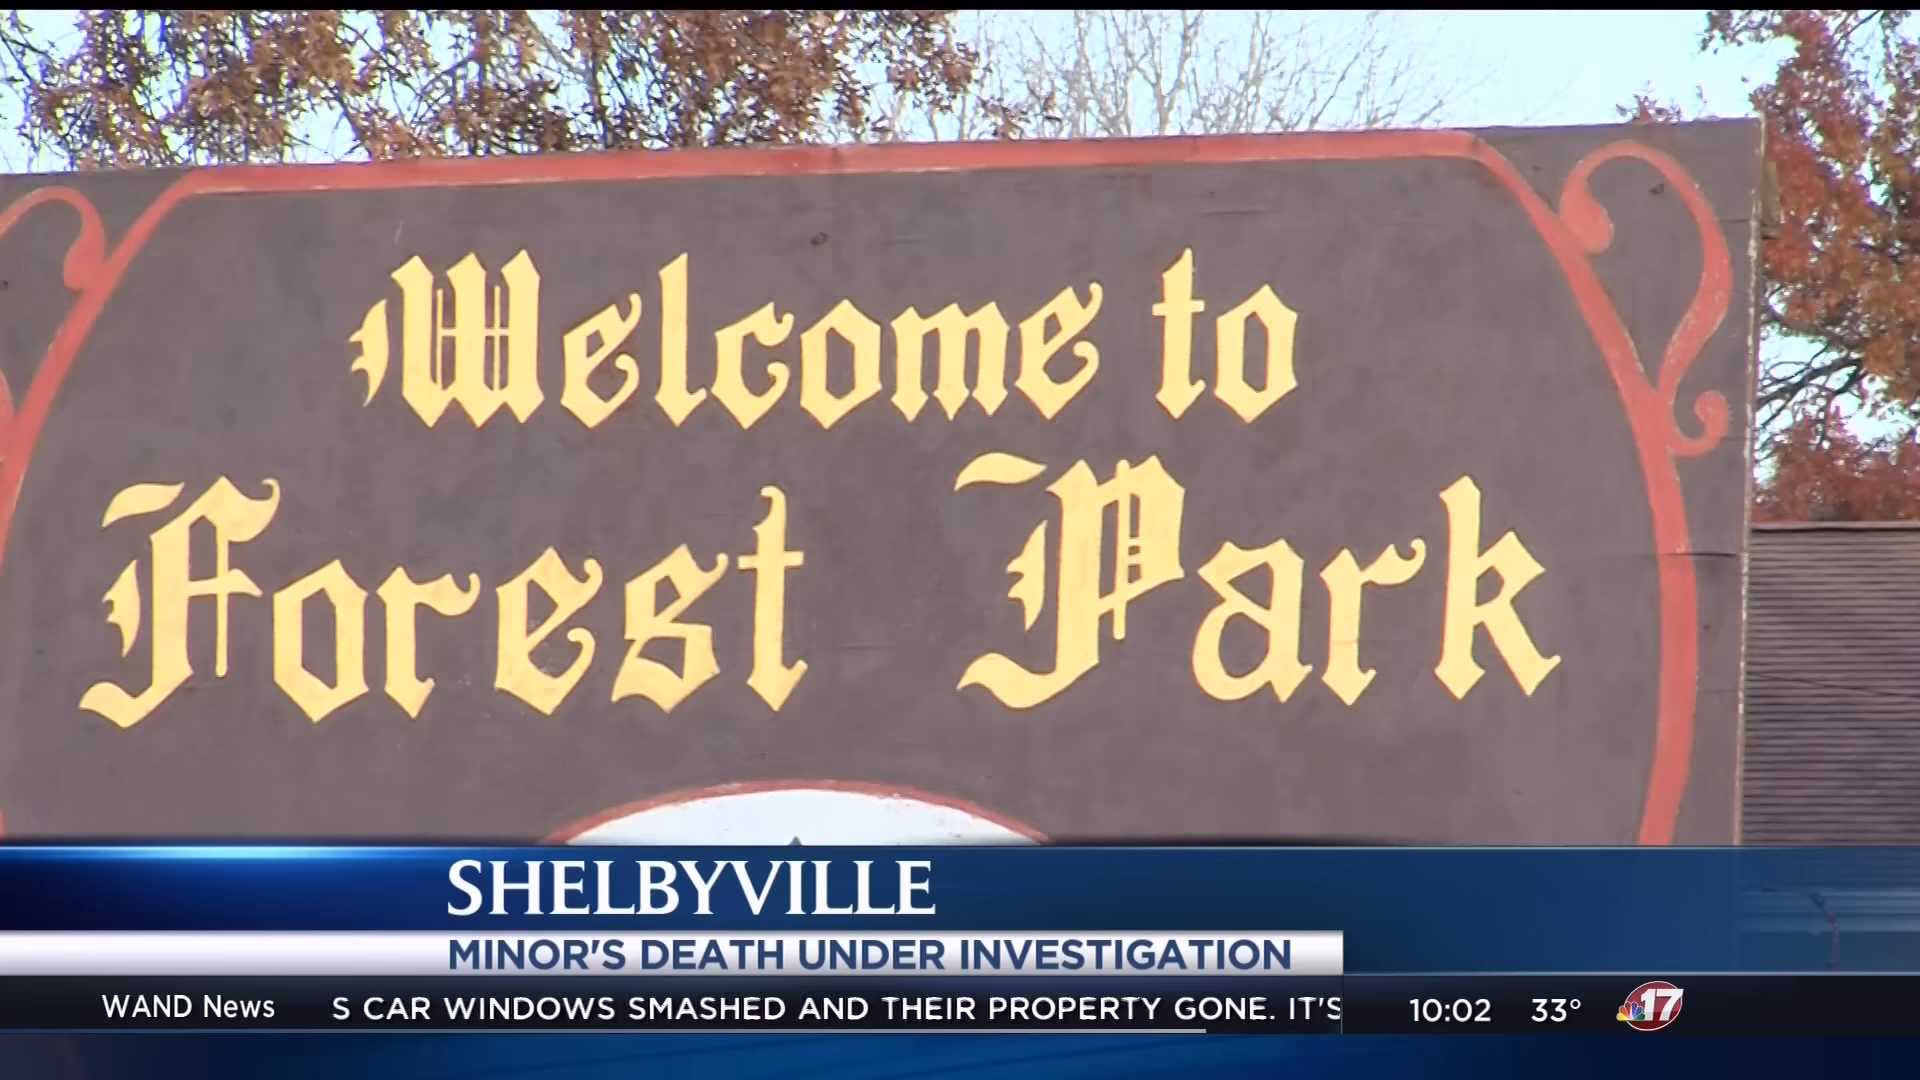 Welcome to
Forest Park
SHELBYVILLE
MINOR'S DEATH UNDER INVESTIGATION
WAND News S CAR WINDOWS SMASHED AND THEIR PROPERTY GONE. IT'S 10:02 33° 17